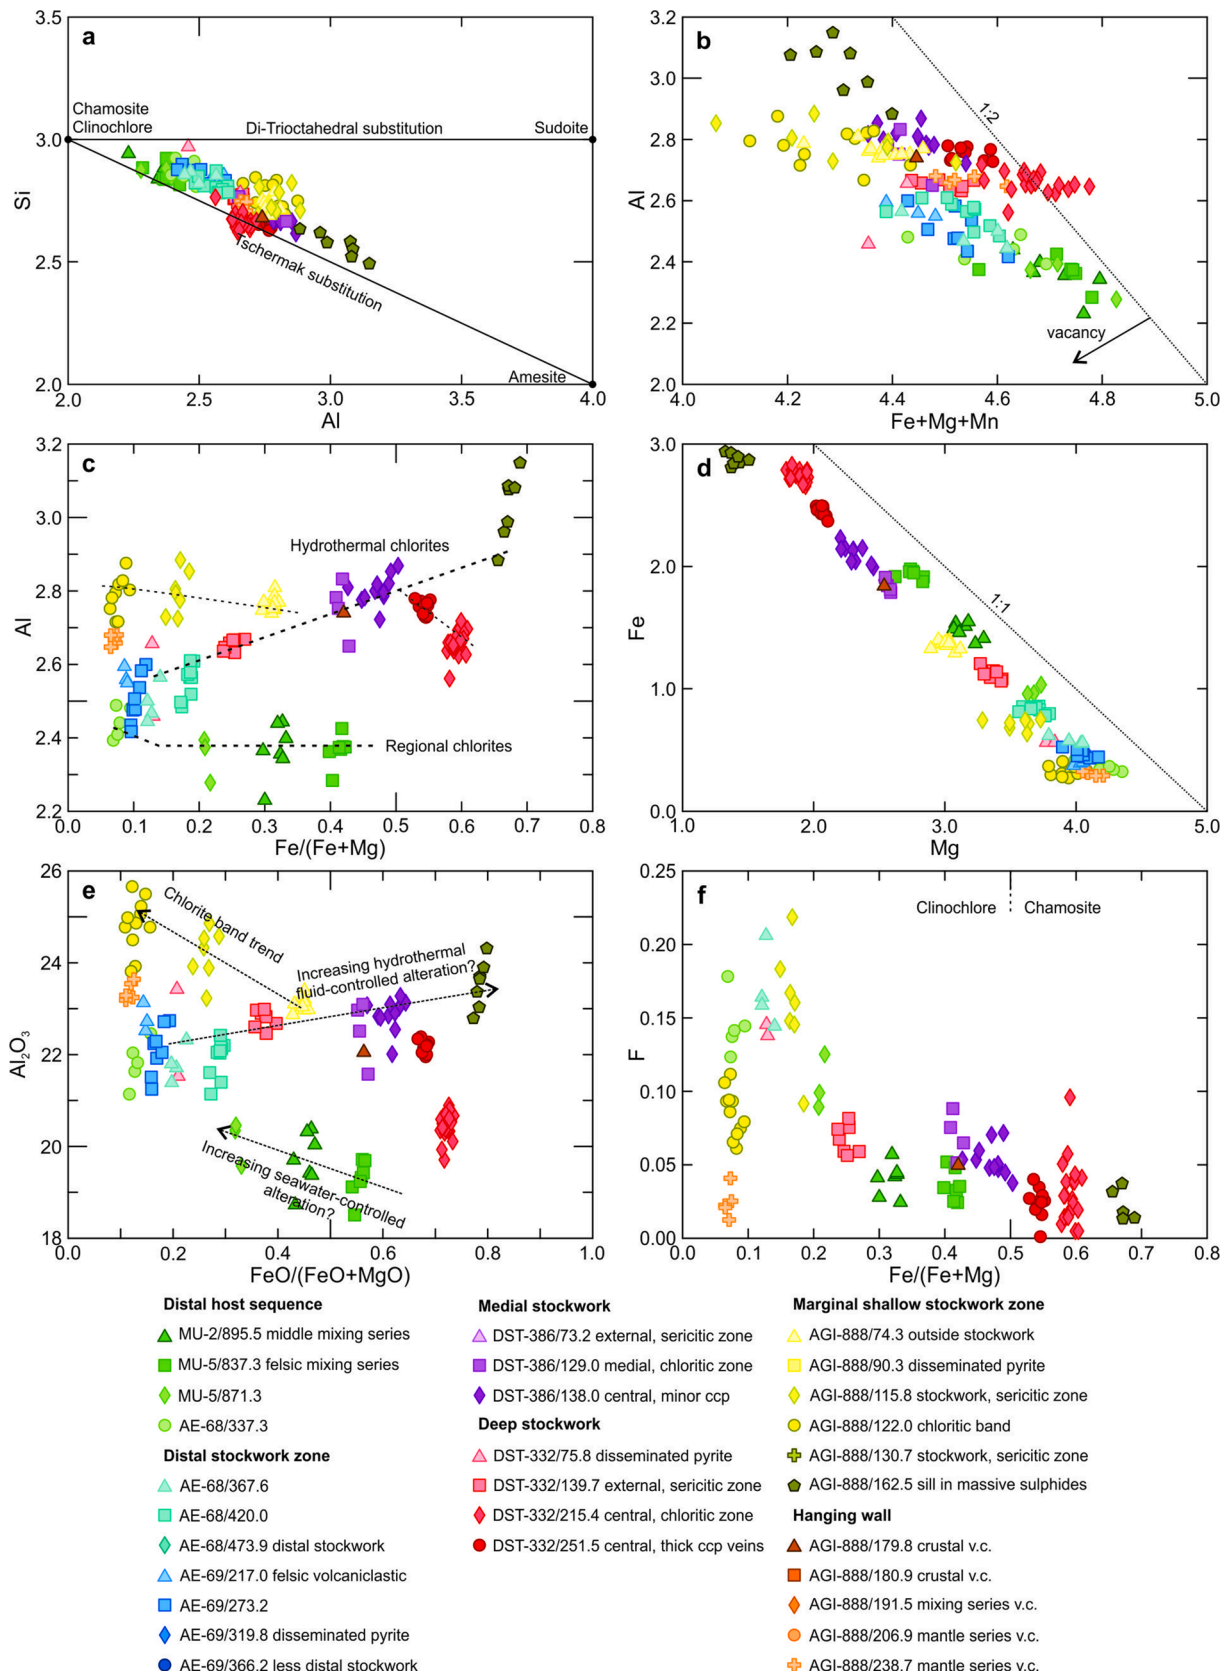 a
3.5
3.0
2.5
2.0
Si
Chamosite
Clinochlore
Di-Trioctahedral substitution
Sudoite
Tschermak substitution
Amesite
2.0 2.5 3.0 3.5 4.0
Al
b
3.2
3.0
2.8
2.6
2.4
2.2
2.0
Al
1:2
vacancy
4.0 4.2 4.4 4.6 4.8 5.0
Fe+Mg+Mn
c
3.2
3.0
2.8
2.6
2.4
2.2
Al
Hydrothermal chlorites
Regional chlorites
0.0 0.1 0.2 0.3 0.4 0.5 0.6 0.7 0.8
Fe/(Fe+Mg)
d
3.0
2.0
1.0
0.0
Fe
1:1
1.0 2.0 3.0 4.0 5.0
Mg
e
26
24
22
20
18
Al2O3
Chlorite band trend
Increasing hydrothermal
fluid-controlled alteration?
Increasing seawater-controlled
alteration?
0.0 0.2 0.4 0.6 0.8 1.0
FeO/(FeO+MgO)
f
0.25
0.20
0.15
0.10
0.05
0.00
F
Clinochlore
Chamosite
0.0 0.1 0.2 0.3 0.4 0.5 0.6 0.7 0.8
Fe/(Fe+Mg)
Distal host sequence
MU-2/895.5 middle mixing series
MU-5/837.3 felsic mixing series
MU-5/871.3
AE-68/337.3
Distal stockwork zone
AE-68/367.6
AE-68/420.0
AE-68/473.9 distal stockwork
AE-69/217.0 felsic volcaniclastic
AE-69/273.2
AE-69/319.8 disseminated pyrite
AE-69/366.2 less distal stockwork
Medial stockwork
DST-386/73.2 external, sericitic zone
DST-386/129.0 medial, chloritic zone
DST-386/138.0 central, minor ccp
Deep stockwork
DST-332/75.8 disseminated pyrite
DST-332/139.7 external, sericitic zone
DST-332/215.4 central, chloritic zone
DST-332/251.5 central, thick ccp veins
Marginal shallow stockwork zone
AGI-888/74.3 outside stockwork
AGI-888/90.3 disseminated pyrite
AGI-888/115.8 stockwork, sericitic zone
AGI-888/122.0 chloritic band
AGI-888/130.7 stockwork, sericitic zone
AGI-888/162.5 sill in massive sulphides
Hanging wall
AGI-888/179.8 crustal v.c.
AGI-888/180.9 crustal v.c.
AGI-888/191.5 mixing series v.c.
AGI-888/206.9 mantle series v.c.
AGI-888/238.7 mantle series v.c.